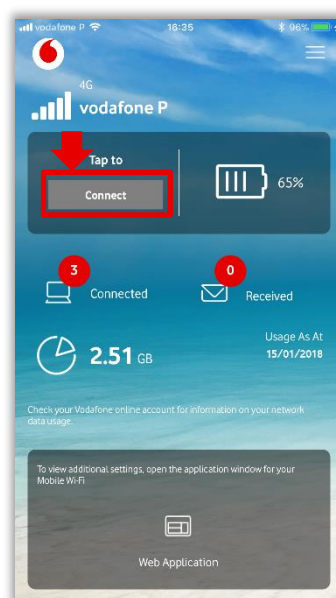 vodafone P 16:35 96%
4G
vodafone P
Tap to
Connect
65%
3
Connected
0
Received
2.51 GB
Usage As At
15/01/2018
Check your Vodafone online account for information on your network
data usage.
To view additional settings, open the application window for your
Mobile Wi-Fi
Web Application